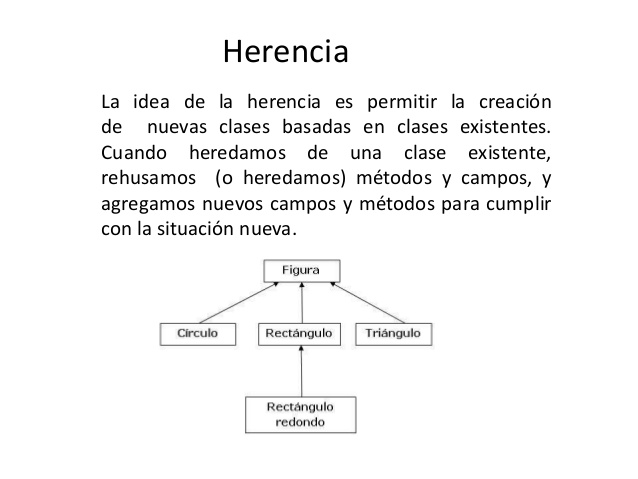 Herencia
La idea de la herencia es permitir la creación
de nuevas clases basadas en clases existentes.
Cuando heredamos de una clase existente,
rehusamos (o heredamos) métodos y campos, y
agregamos nuevos campos y métodos para cumplir
con la situación nueva.
Figura
Círculo
Rectángulo
Triángulo
Rectángulo
redondo